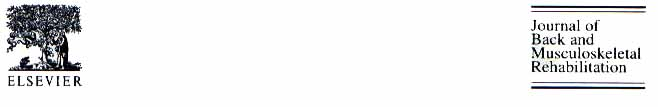 ELSEVIER
Journal of
Back and
Musculoskeletal
Rehabilitation